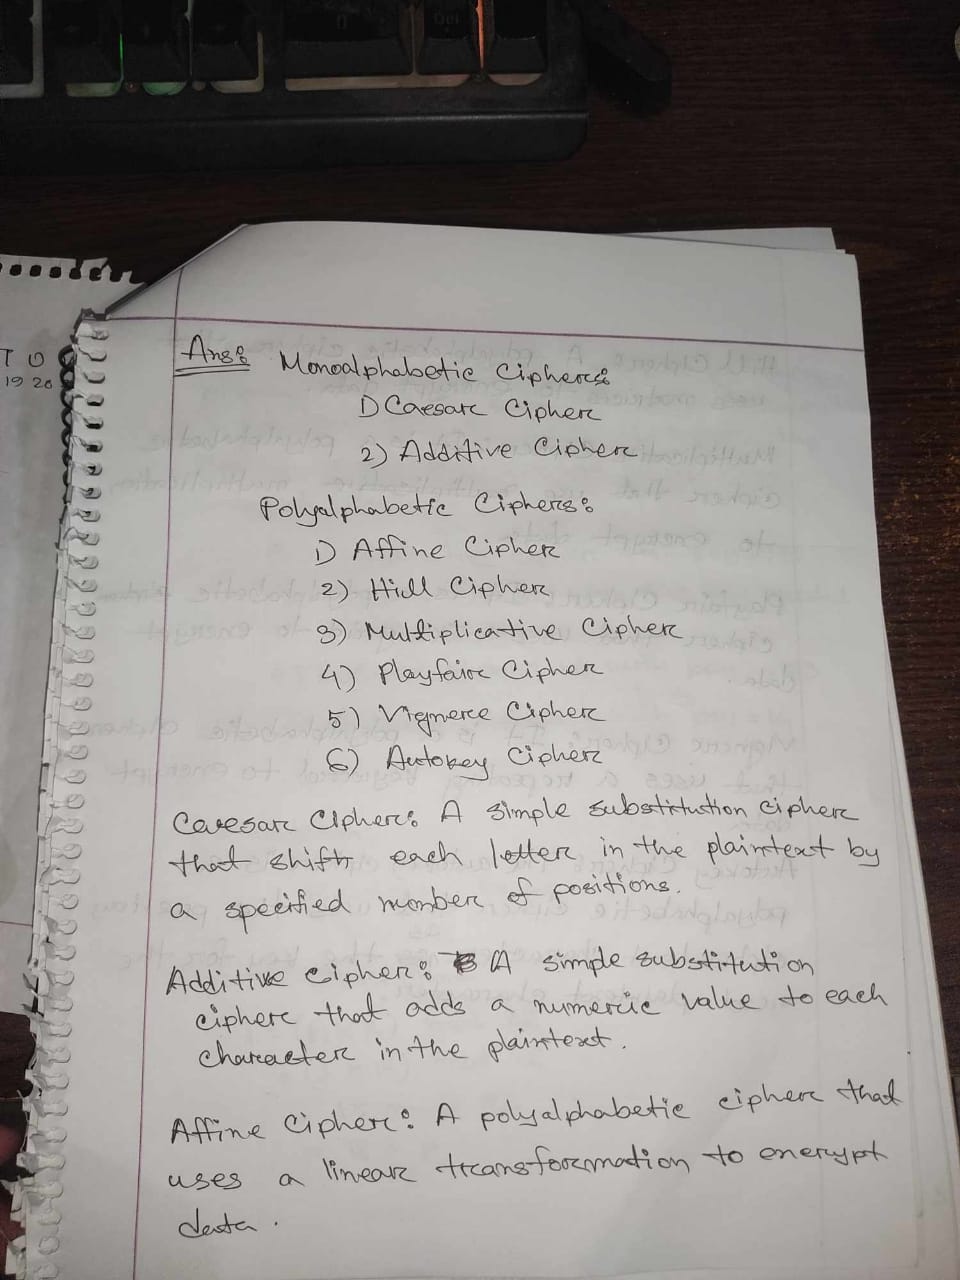 Del
T U
19 20
Ans:
Monoalphabetic Ciphers:
1) Caesar Cipher
2) Additive Cipher
Polyalphabetic Ciphers:
1) Affine Cipher
2) Hill Cipher
3) Multiplicative Cipher
4) Playfair Cipher
5) Vignere Cipher
6) Autokey Cipher
Caesar Cipher: A simple substitution cipher
that shift each letter in the plaintext by
a specified number of positions.
Additive cipher: A simple substitution
cipher that adds a numeric value to each
character in the plaintext.
Affine Cipher: A polyalphabetic cipher that
uses a linear transformation to encrypt
data.